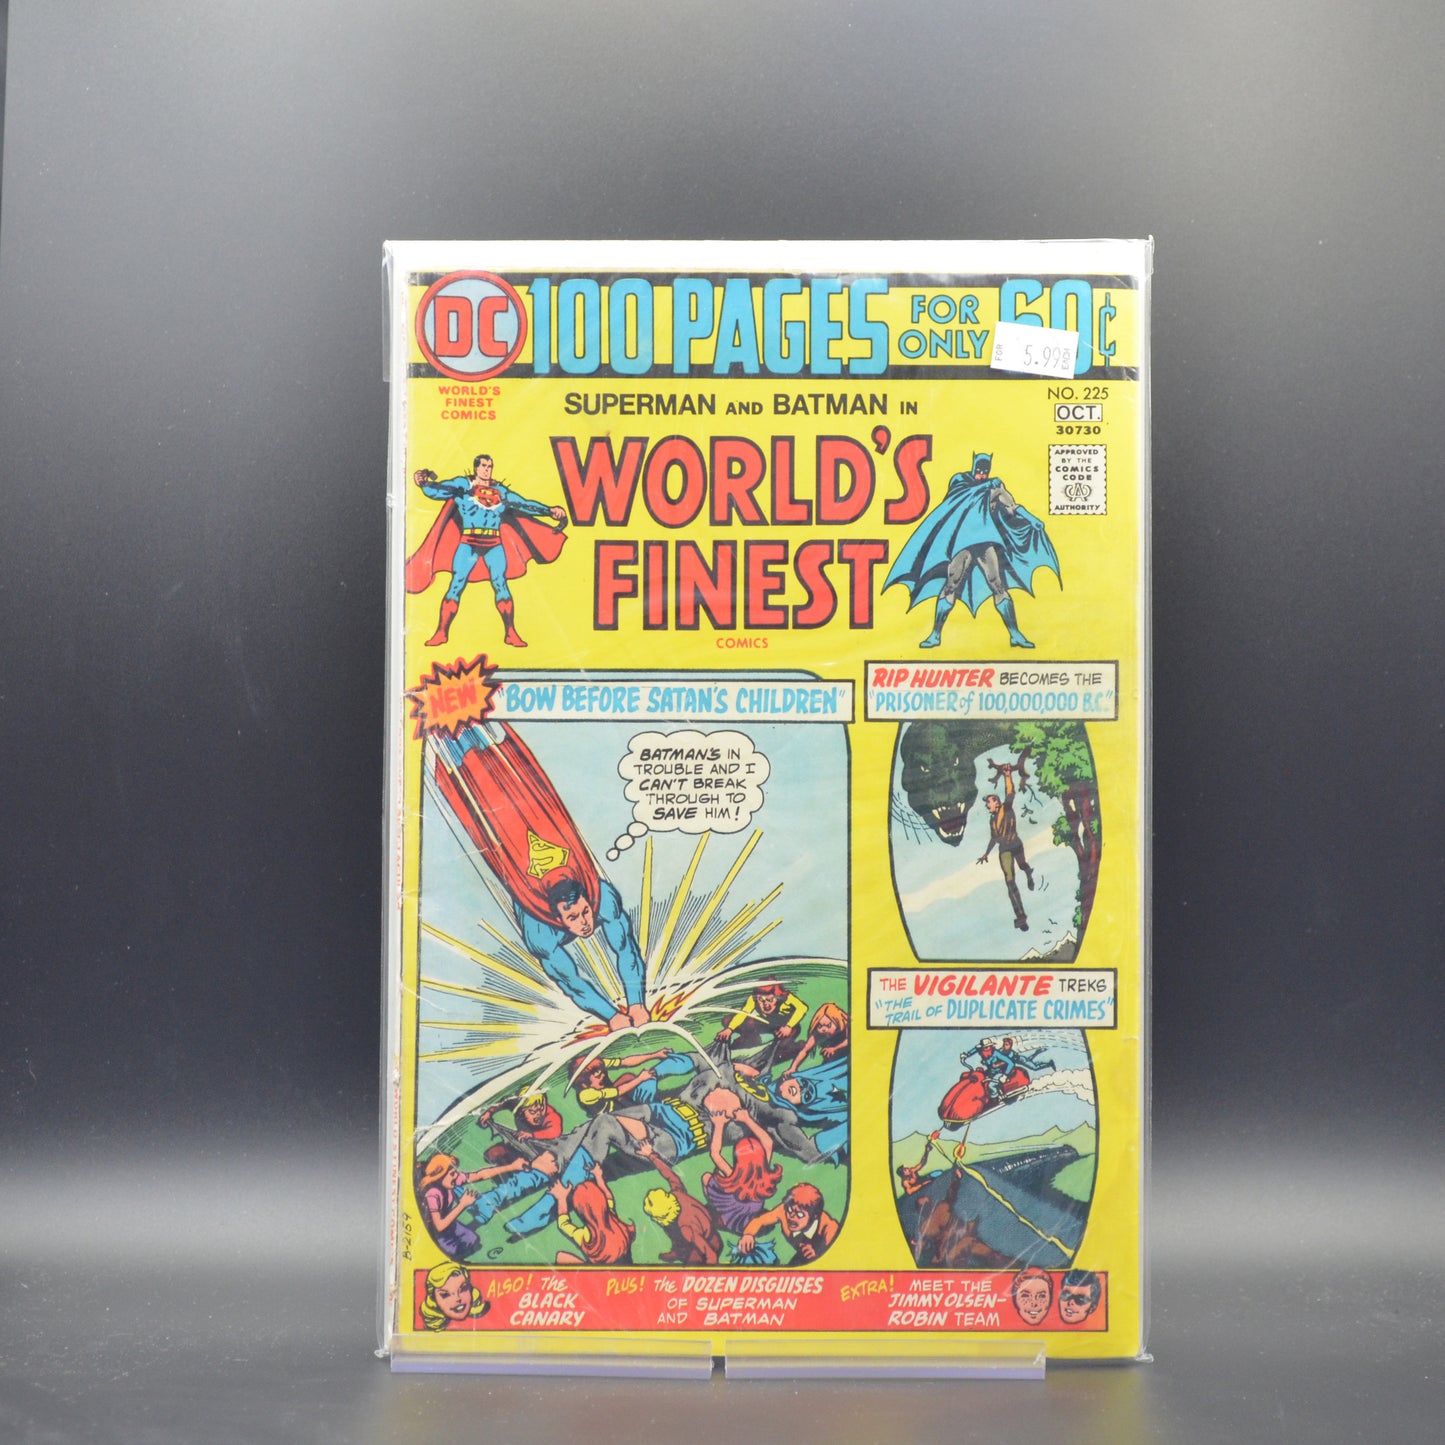 DC
100 PAGES FOR ONLY 60¢
FOR 5.99 EACH
WORLD'S
FINEST
COMICS
SUPERMAN AND BATMAN IN
WORLD'S
FINEST
COMICS
NO. 225
OCT.
30730
APPROVED
BY THE
COMICS
CODE
CA
AUTHORITY
NEW
"BOW BEFORE SATAN'S CHILDREN"
BATMAN'S IN
TROUBLE AND I
CAN'T BREAK
THROUGH TO
SAVE HIM!
S
RIP HUNTER BECOMES THE
"PRISONER of 100,000,000 B.C."
THE VIGILANTE TREKS
"THE TRAIL OF DUPLICATE CRIMES"
B-2169
ALSO! THE
BLACK
CANARY
PLUS! THE DOZEN DISGUISES
OF SUPERMAN
AND BATMAN
EXTRA! MEET THE
JIMMY OLSEN-
ROBIN TEAM